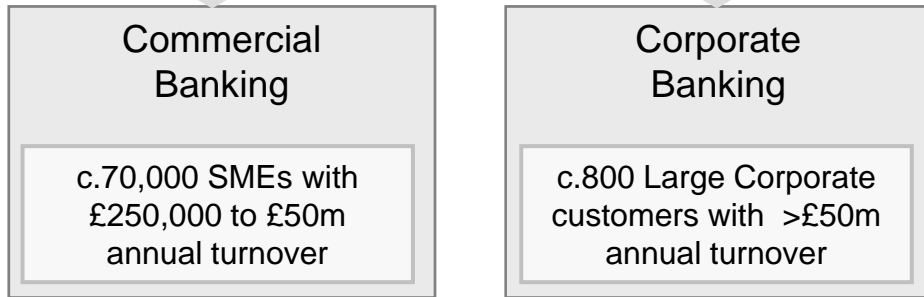 Commercial
Banking
c.70,000 SMEs with
£250,000 to £50m
annual turnover
Corporate
Banking
c.800 Large Corporate
customers with  >£50m
annual turnover